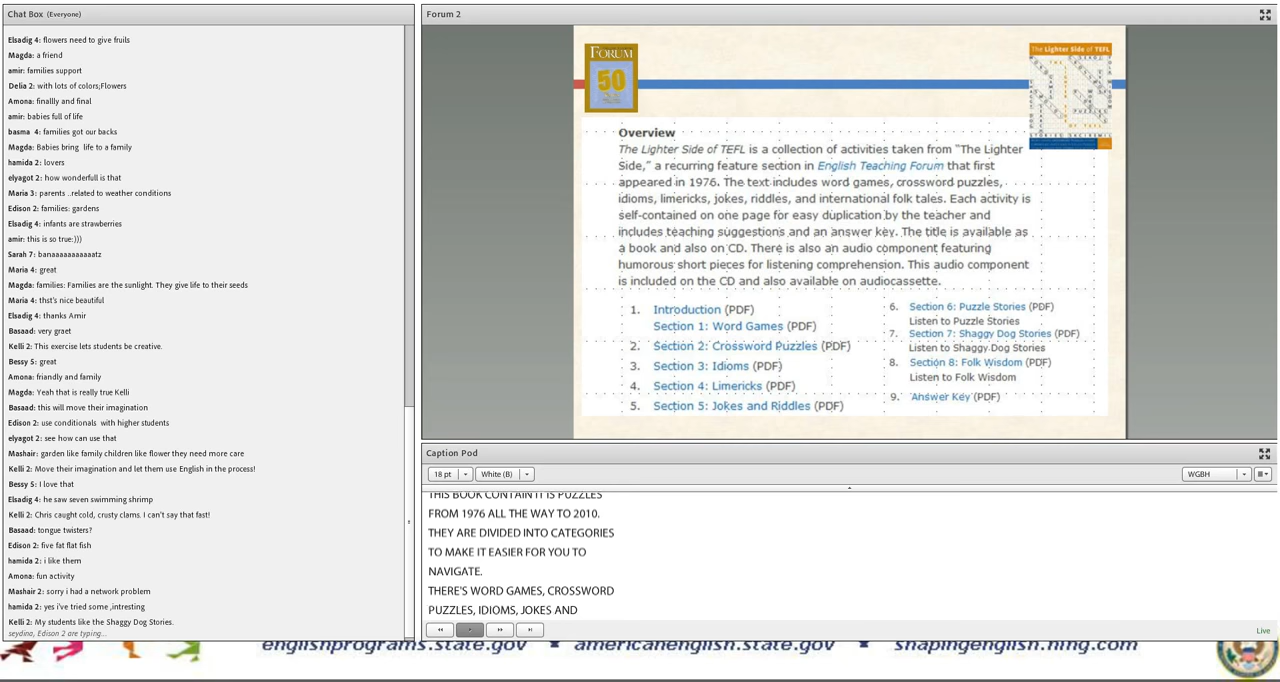 Chat Box (Everyone)
Elsadig 4: flowers need to give fruils
Magda: a friend
amir: families support
Delia 2: with lots of colors;Flowers
Amona: finallly and final
amir: babies full of life
basma 4: families got our backs
Magda: Babies bring life to a family
hamida 2: lovers
elyagot 2: how wonderfull is that
Maria 3: parents ..related to weather conditions
Edison 2: families: gardens
Elsadig 4: infants are strawberries
amir: this is so true:)))
Sarah 7: banaaaaaaaaaatz
Maria 4: great
Magda: families: Families are the sunlight. They give life to their seeds
Maria 4: thst's nice beautiful
Elsadig 4: thanks Amir
Basaad: very graet
Kelli 2: This exercise lets students be creative.
Bessy 5: great
Amona: friandly and family
Magda: Yeah that is really true Kelli
Basaad: this will move their imagination
Edison 2: use conditionals with higher students
elyagot 2: see how can use that
Mashair: garden like family children like flower they need more care
Kelli 2: Move their imagination and let them use English in the process!
Bessy 5: I love that
Elsadig 4: he saw seven swimming shrimp
Kelli 2: Chris caught cold, crusty clams. I can't say that fast!
Basaad: tongue twisters?
Edison 2: five fat flat fish
hamida 2: i like them
Amona: fun activity
Mashair 2: sorry i had a network problem
hamida 2: yes i've tried some ,intresting
Kelli 2: My students like the Shaggy Dog Stories.
seydina, Edison 2 are typing...
Forum 2
FORUM
50
The Lighter Side of TEFL
Overview
The Lighter Side of TEFL is a collection of activities taken from "The Lighter
Side," a recurring feature section in English Teaching Forum that first
appeared in 1976. The text includes word games, crossword puzzles,
idioms, limericks, jokes, riddles, and international folk tales. Each activity is
self-contained on one page for easy duplication by the teacher and
includes teaching suggestions and an answer key. The title is available as
a book and also on CD. There is also an audio component featuring
humorous short pieces for listening comprehension. This audio component
is included on the CD and also available on audiocassette.
1. Introduction (PDF)
Section 1: Word Games (PDF)
2. Section 2: Crossword Puzzles (PDF)
3. Section 3: Idioms (PDF)
4. Section 4: Limericks (PDF)
5. Section 5: Jokes and Riddles (PDF)
6. Section 6: Puzzle Stories (PDF)
Listen to Puzzle Stories
7. Section 7: Shaggy Dog Stories (PDF)
Listen to Shaggy Dog Stories
8. Section 8: Folk Wisdom (PDF)
Listen to Folk Wisdom
9. Answer Key (PDF)
Caption Pod
18 pt
White (B)
WGBH
THIS BOOK CONTAIN IT IS PUZZLES
FROM 1976 ALL THE WAY TO 2010.
THEY ARE DIVIDED INTO CATEGORIES
TO MAKE IT EASIER FOR YOU TO
NAVIGATE.
THERE'S WORD GAMES, CROSSWORD
PUZZLES, IDIOMS, JOKES AND
Live
englishprograms.state.gov * americanenglish.state.gov * shapingenglish.ning.com